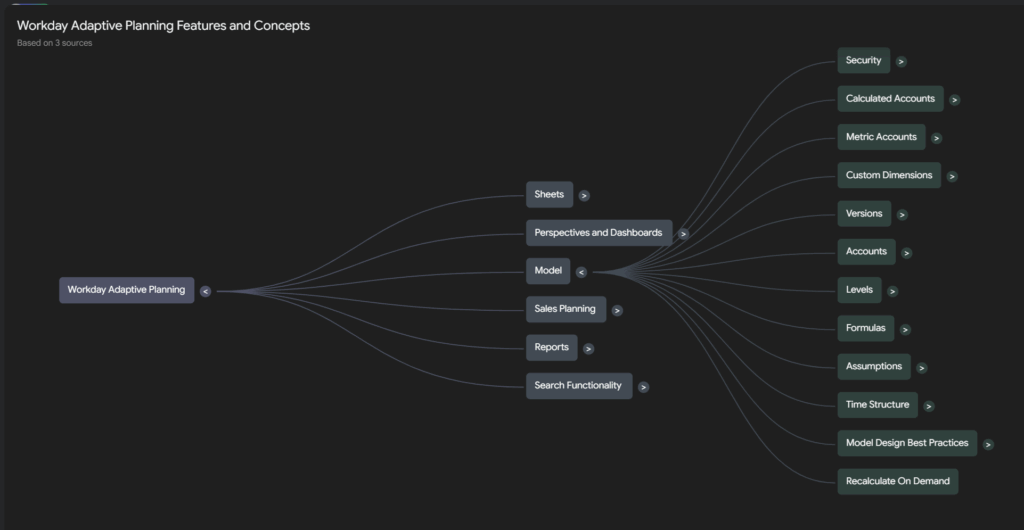 Workday Adaptive Planning Features and Concepts
Based on 3 sources
Workday Adaptive Planning <
Sheets >
Perspectives and Dashboards >
Model <
Sales Planning >
Reports >
Search Functionality >
Security >
Calculated Accounts >
Metric Accounts >
Custom Dimensions >
Versions >
Accounts >
Levels >
Formulas >
Assumptions >
Time Structure >
Model Design Best Practices >
Recalculate On Demand